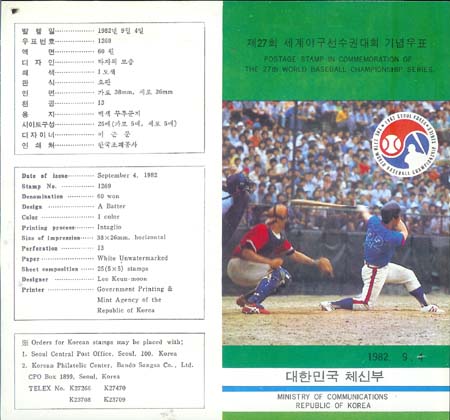 발 행 일 1982년 9월 4일
우표번호 1269
액 면 60 원
디 자 인 타자의 모습
쇄 색 1 도색
판 식 요판
인 면 가로 38mm, 세로 26mm
천 공 13
용 지 백색 무투문지
시이트구성 25매(가로 5매, 세로 5매)
디자이너 이 근 문
인 쇄 처 한국조폐공사
Date of issue September 4, 1982
Stamp No. 1269
Denomination 60 won
Design A Batter
Color 1 color
Printing process Intaglio
Size of impression 38×26mm, horizontal
Perforation 13
Paper White Unwatermarked
Sheet composition 25(5×5) stamps
Designer Lee Keun-moon
Printer Government Printing &
Mint Agency of the
Republic of Korea
※ Orders for Korean stamps may be placed with:
1. Seoul Central Post Office, Seoul, 100, Korea
2. Korean Philatelic Center, Bando Sangsa Co., Ltd.
CPO Box 1899, Seoul, Korea
TELEX No. K27266 K27470
K23708 K23709
제27회 세계야구선수권대회 기념우표
POSTAGE STAMP IN COMMEMORATION OF
THE 27th WORLD BASEBALL CHAMPIONSHIP SERIES.
1982. 9. 4
대한민국 체신부
MINISTRY OF COMMUNICATIONS
REPUBLIC OF KOREA